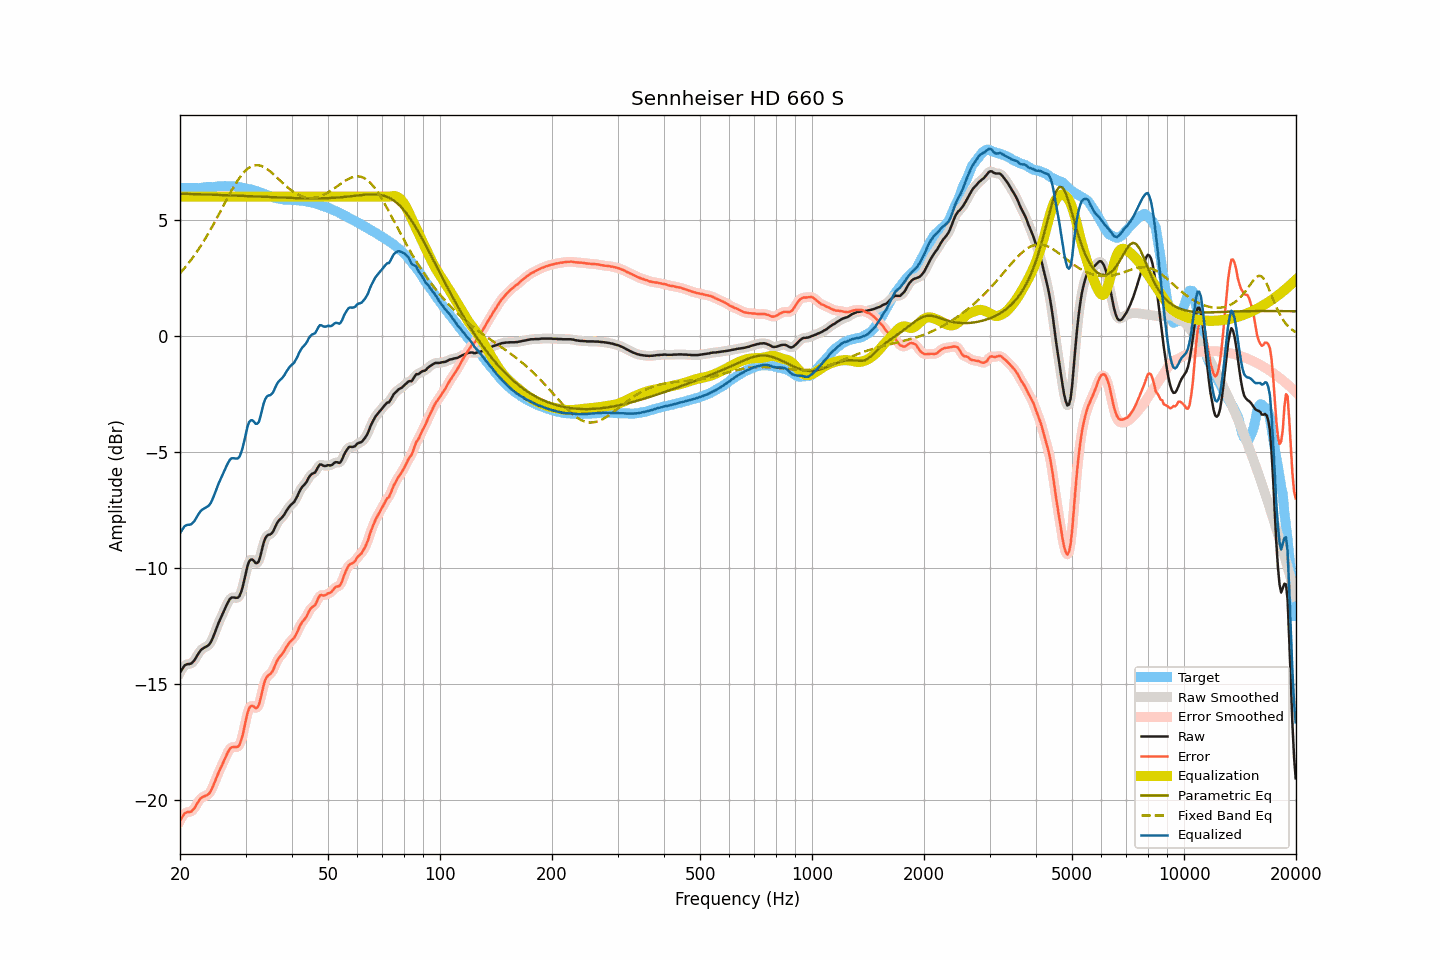 Sennheiser HD 660 S
Amplitude (dBr)
5
0
−5
−10
−15
−20
20
50
100
200
500
1000
2000
5000
10000
20000
Frequency (Hz)
Target
Raw Smoothed
Error Smoothed
Raw
Error
Equalization
Parametric Eq
Fixed Band Eq
Equalized